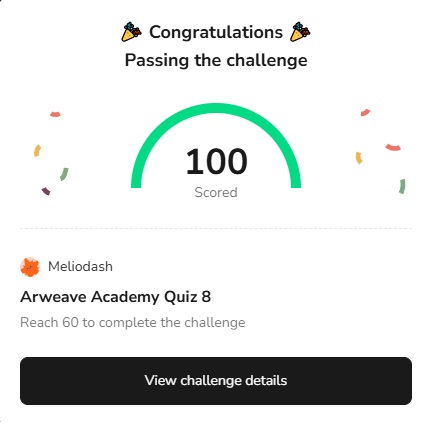 🎉 Congratulations 🎉
Passing the challenge
100
Scored
Meliodash
Arweave Academy Quiz 8
Reach 60 to complete the challenge
View challenge details